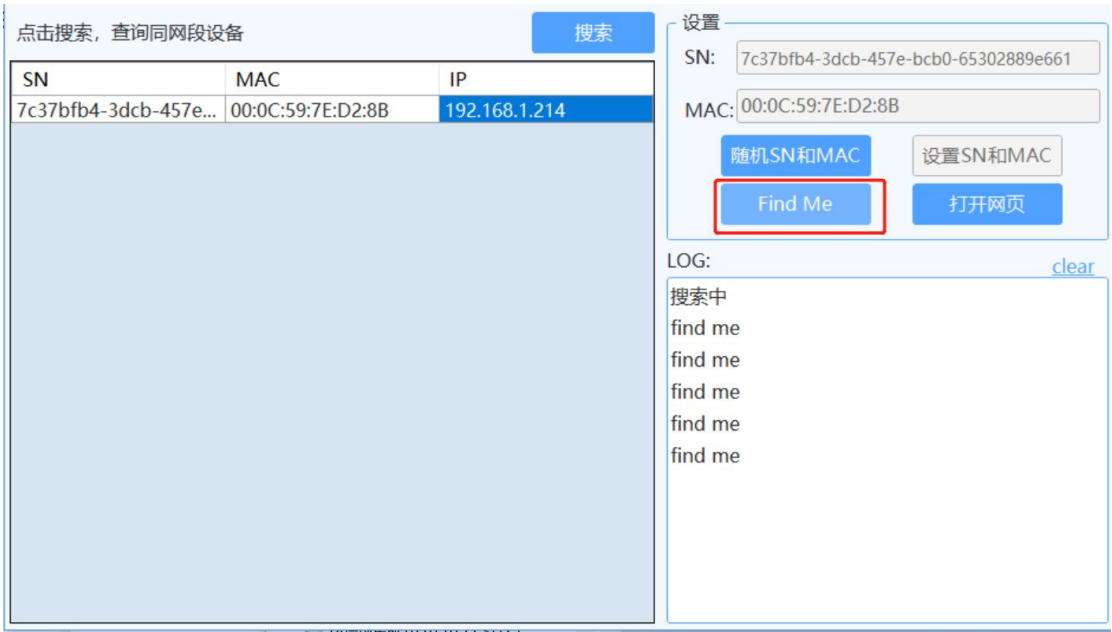 点击搜索，查询同网段设备
搜索
SN MAC IP
7c37bfb4-3dcb-457e... 00:0C:59:7E:D2:8B 192.168.1.214
设置
SN: 7c37bfb4-3dcb-457e-bcb0-65302889e661
MAC: 00:0C:59:7E:D2:8B
随机SN和MAC 设置SN和MAC
Find Me 打开网页
LOG: clear
搜索中
find me
find me
find me
find me
find me